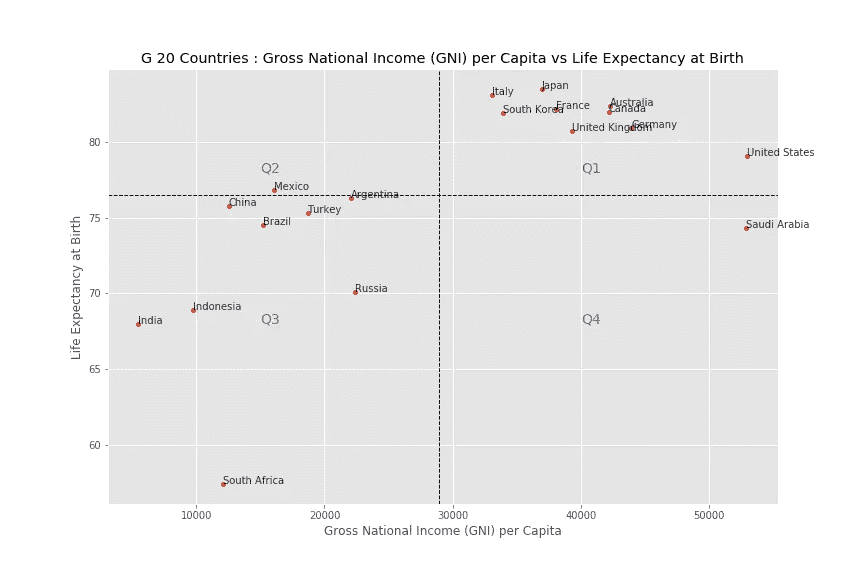 G 20 Countries : Gross National Income (GNI) per Capita vs Life Expectancy at Birth
Japan
Italy
Australia
France
South Korea
Canada
Germany
United Kingdom
80
United States
Q2
Q1
Mexico
Argentina
China
Turkey
75
Brazil
Saudi Arabia
70
Russia
Indonesia
India
Q3
Q4
65
60
South Africa
10000
20000
30000
40000
50000
Gross National Income (GNI) per Capita
Life Expectancy at Birth